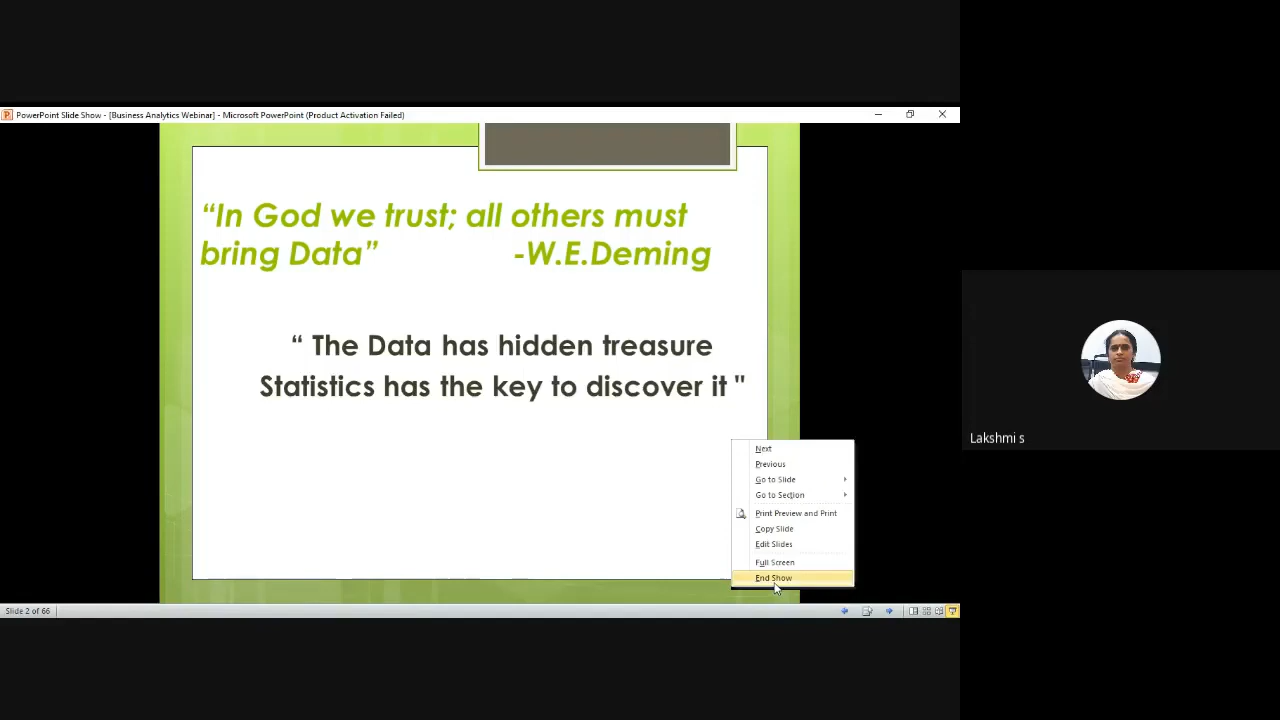 PowerPoint Slide Show - [Business Analytics Webinar] - Microsoft PowerPoint (Product Activation Failed)
“In God we trust; all others must
bring Data” -W.E.Deming
“ The Data has hidden treasure
Statistics has the key to discover it "
Next
Previous
Go to Slide
Go to Section
Print Preview and Print
Copy Slide
Edit Slides
Full Screen
End Show
Slide 2 of 66
Lakshmi s